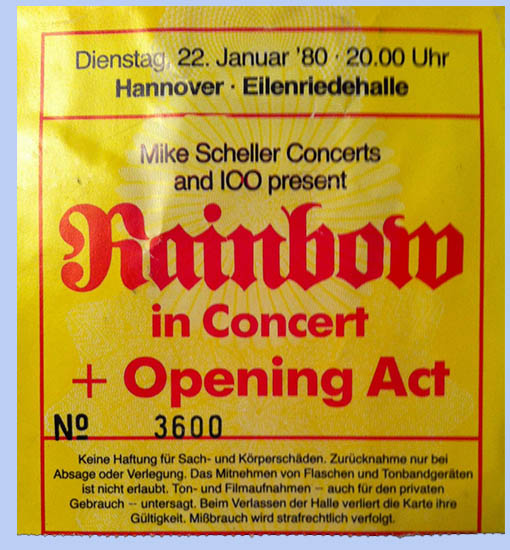 Dienstag, 22. Januar '80 · 20.00 Uhr
Hannover · Eilenriedehalle
Mike Scheller Concerts
and IOO present
Rainbow
in Concert
+ Opening Act
Nº 3600
Keine Haftung für Sach- und Körperschäden. Zurücknahme nur bei
Absage oder Verlegung. Das Mitnehmen von Flaschen und Tonbandgeräten
ist nicht erlaubt. Ton- und Filmaufnahmen – auch für den privaten
Gebrauch – untersagt. Beim Verlassen der Halle verliert die Karte ihre
Gültigkeit. Mißbrauch wird strafrechtlich verfolgt.